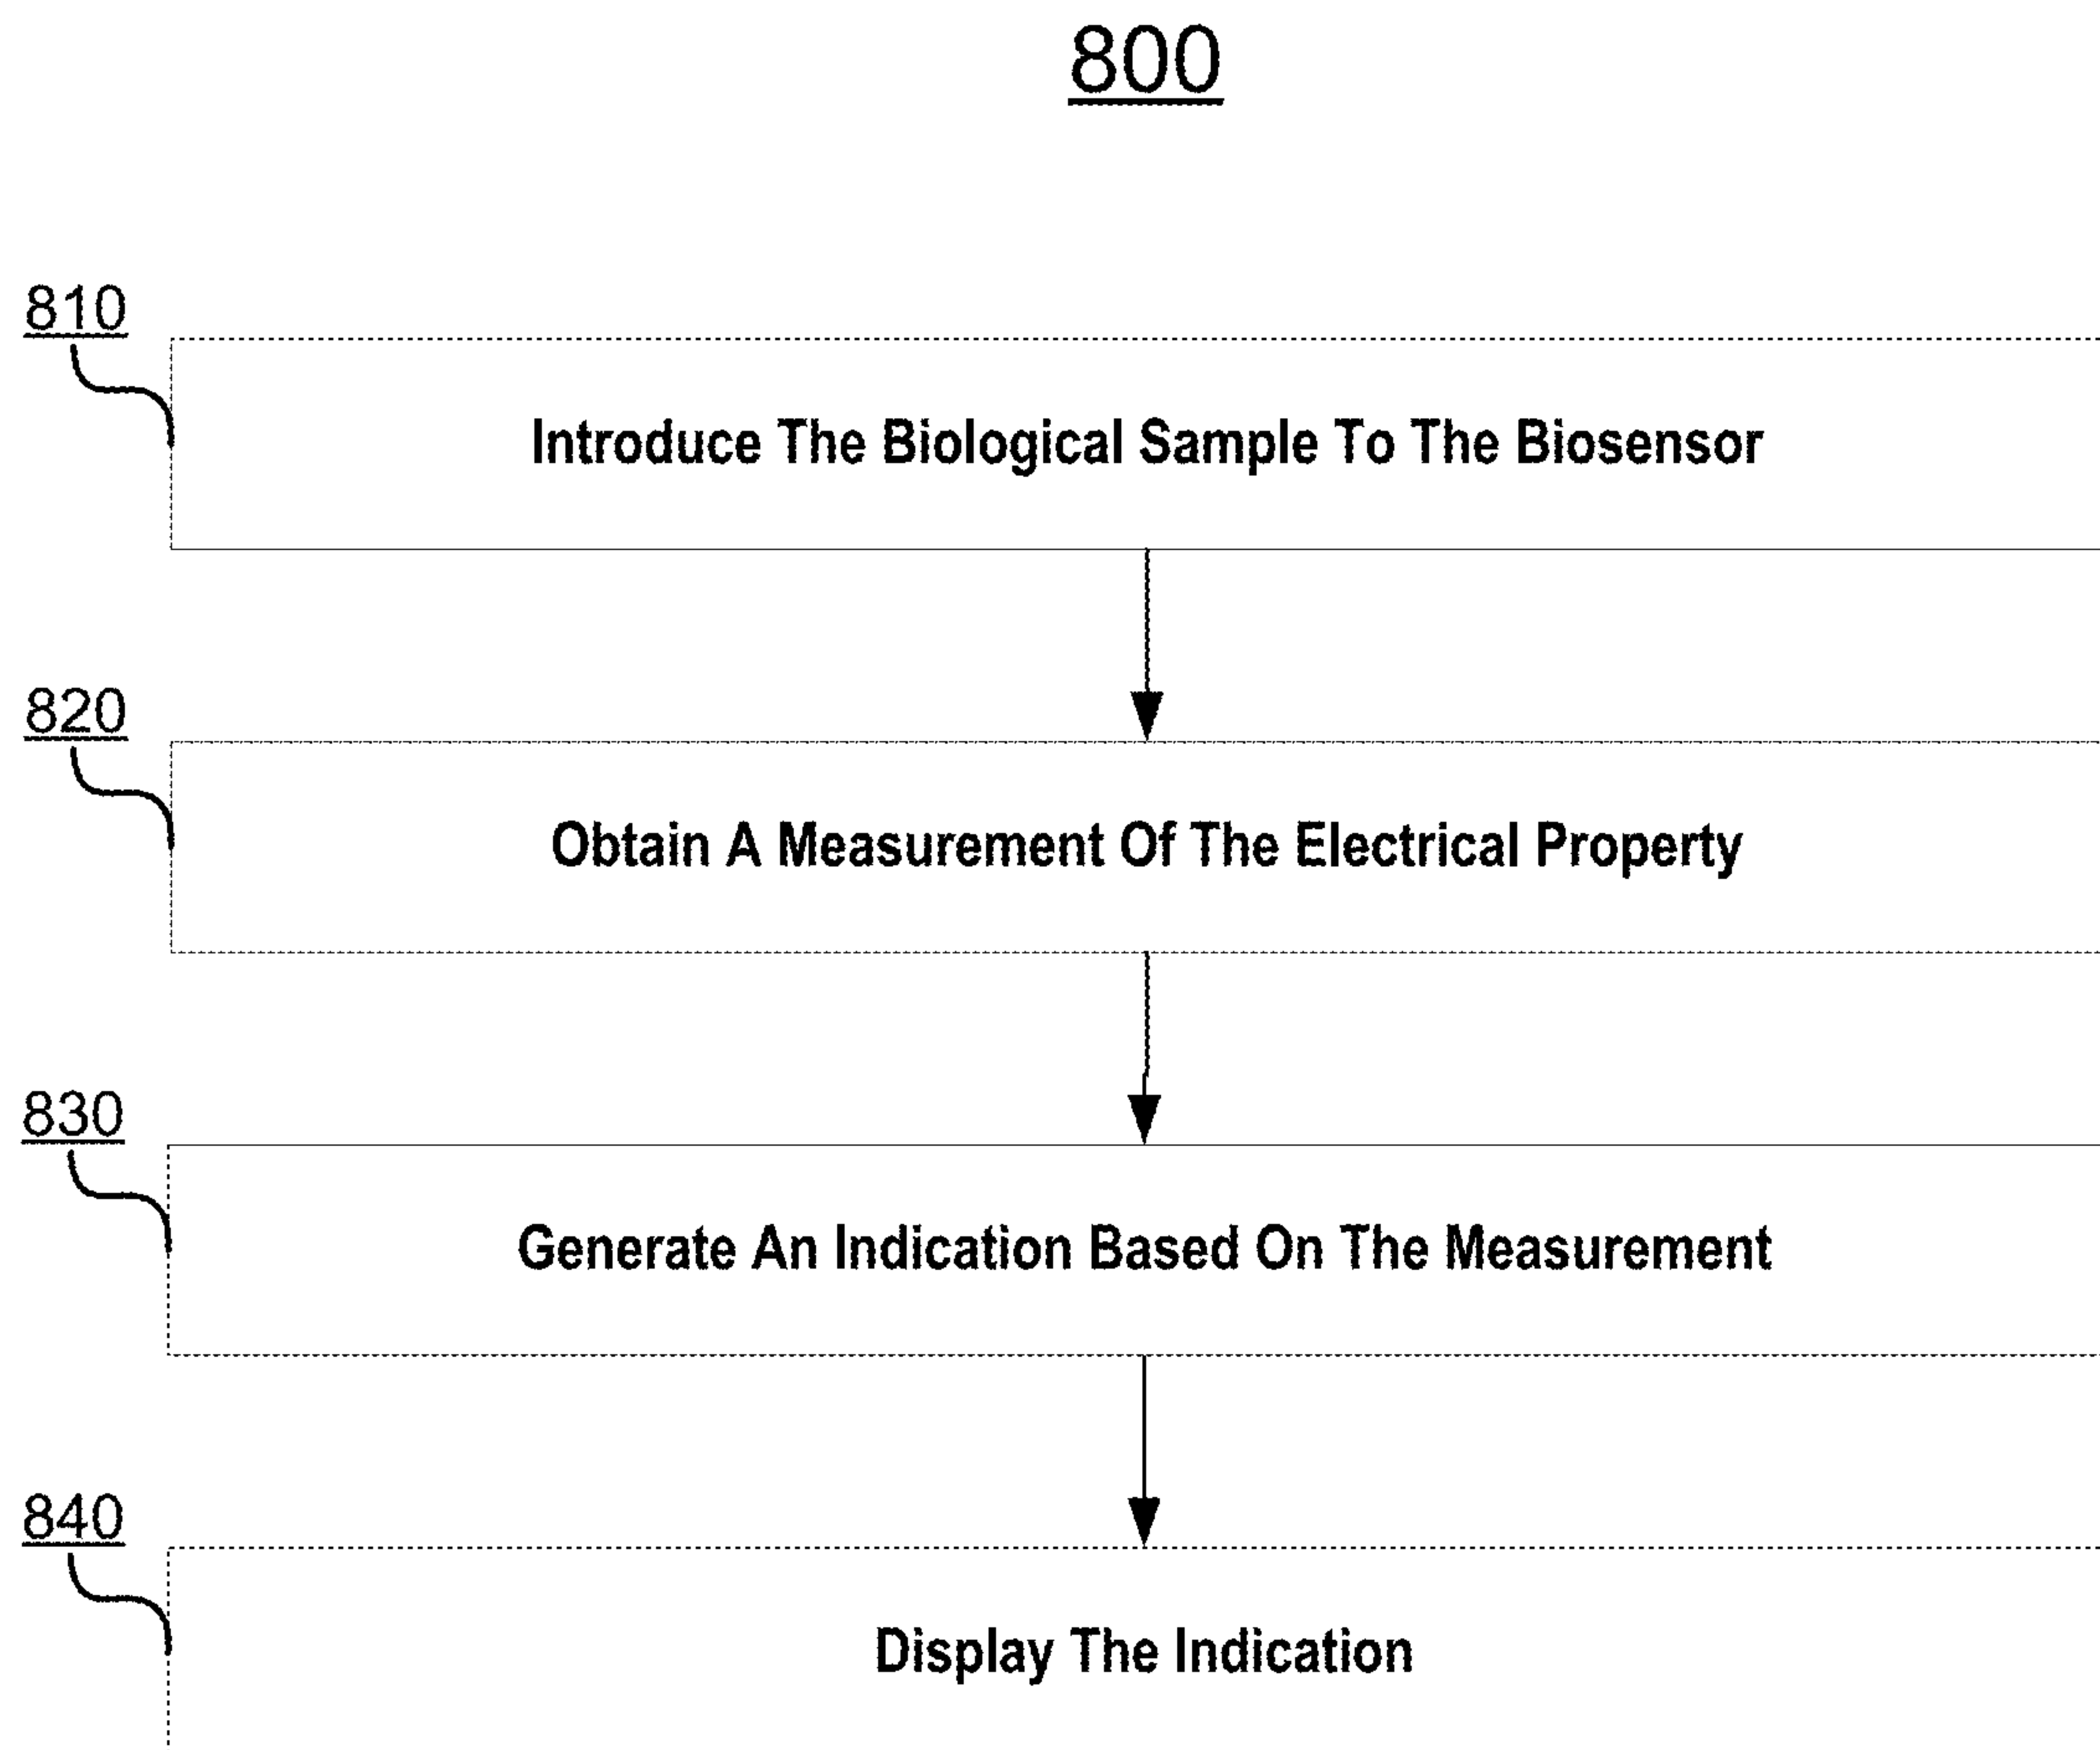 800
810
Introduce The Biological Sample To The Biosensor
820
Obtain A Measurement Of The Electrical Property
830
Generate An Indication Based On The Measurement
840
Display The Indication